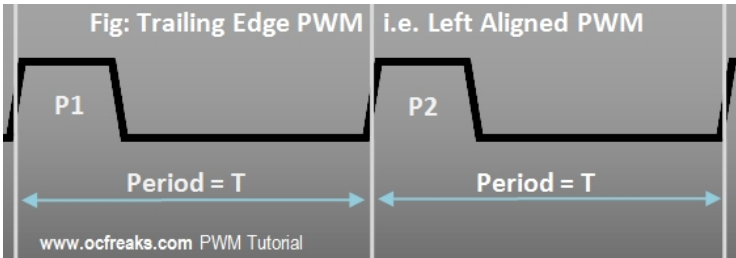 Fig: Trailing Edge PWM i.e. Left Aligned PWM
P1 P2
Period = T Period = T
www.ocfreaks.com PWM Tutorial